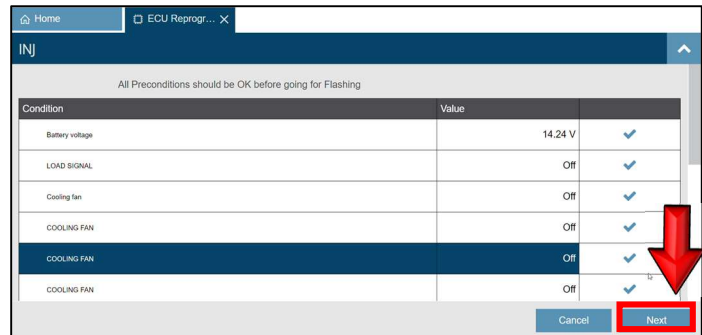 Home
ECU Reprogr...
INJ
All Preconditions should be OK before going for Flashing
Condition Value
Battery voltage 14.24 V
LOAD SIGNAL Off
Cooling fan Off
COOLING FAN Off
COOLING FAN Off
COOLING FAN Off
Cancel Next